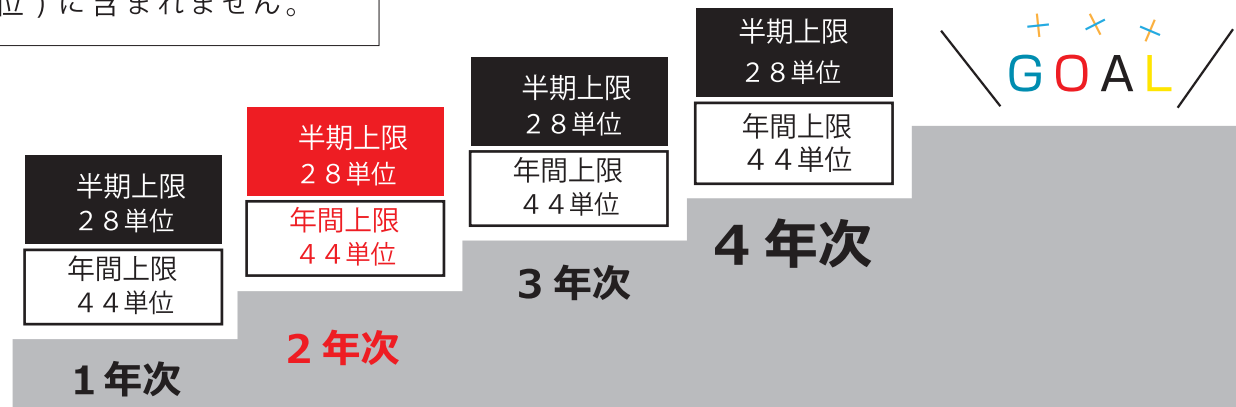 位)に含まれません。
半期上限
28単位
年間上限
44単位
1年次
半期上限
28単位
年間上限
44単位
2年次
半期上限
28単位
年間上限
44単位
3年次
半期上限
28単位
年間上限
44単位
4年次
GOAL